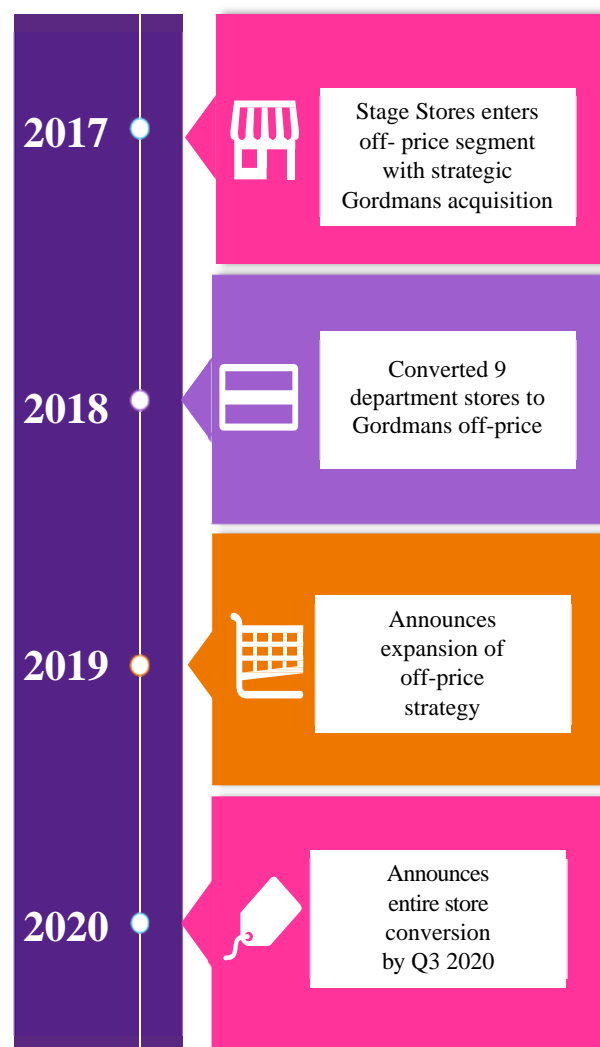 2017
Stage Stores enters
off- price segment
with strategic
Gordmans acquisition
2018
Converted 9
department stores to
Gordmans off-price
2019
Announces
expansion of
off-price
strategy
2020
Announces
entire store
conversion
by Q3 2020